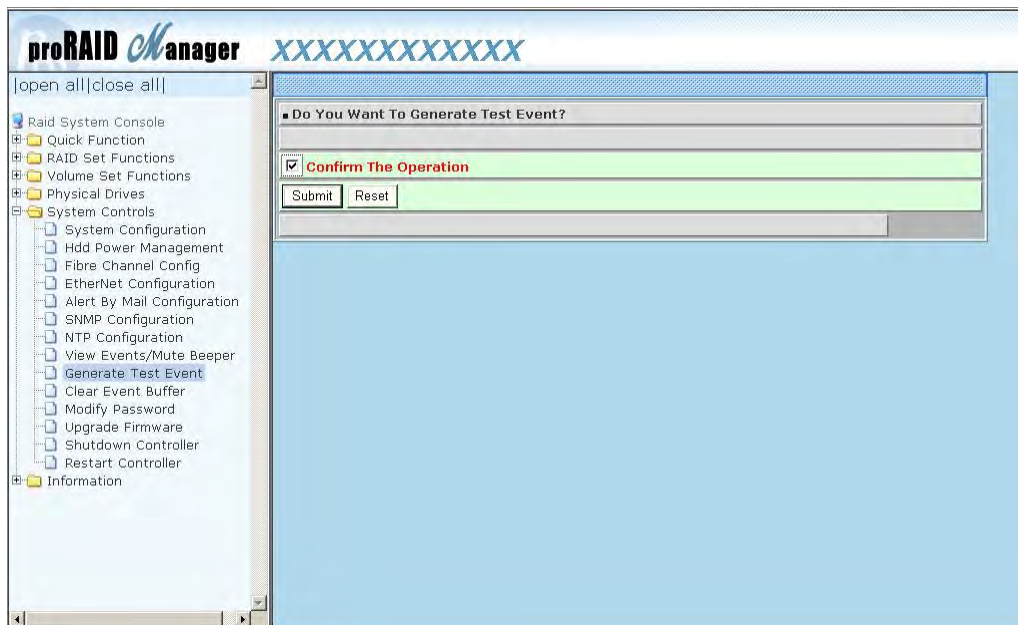 proRAID Manager XXXXXXXXXXXX
|open all|close all|
Raid System Console
Quick Function
RAID Set Functions
Volume Set Functions
Physical Drives
System Controls
System Configuration
Hdd Power Management
Fibre Channel Config
EtherNet Configuration
Alert By Mail Configuration
SNMP Configuration
NTP Configuration
View Events/Mute Beeper
Generate Test Event
Clear Event Buffer
Modify Password
Upgrade Firmware
Shutdown Controller
Restart Controller
Information
Do You Want To Generate Test Event?
Confirm The Operation
Submit Reset